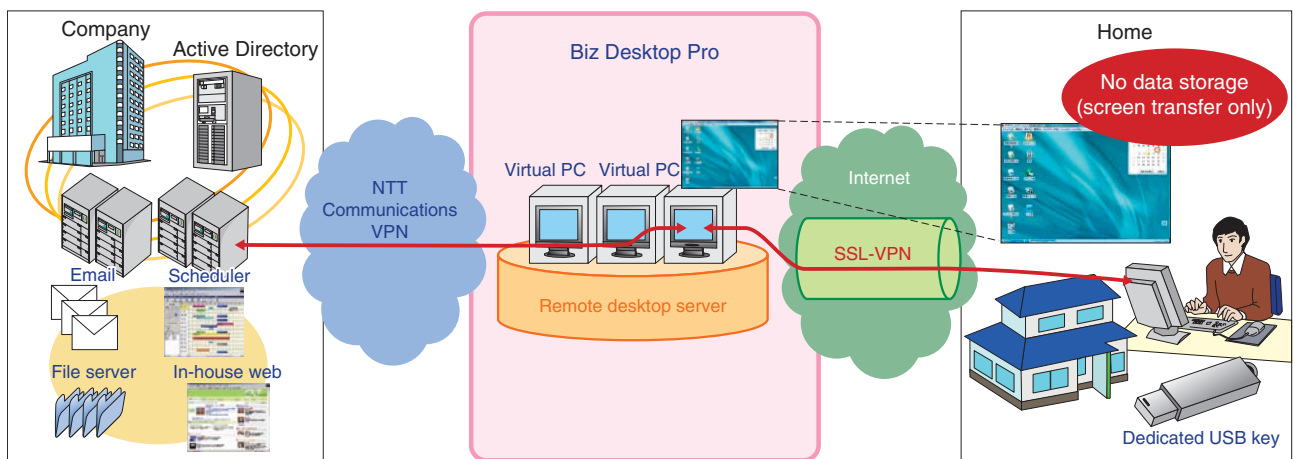 Company
Active Directory
Email
Scheduler
File server
In-house web
NTT
Communications
VPN
Biz Desktop Pro
Virtual PC
Virtual PC
Remote desktop server
Internet
SSL-VPN
Home
No data storage
(screen transfer only)
Dedicated USB key